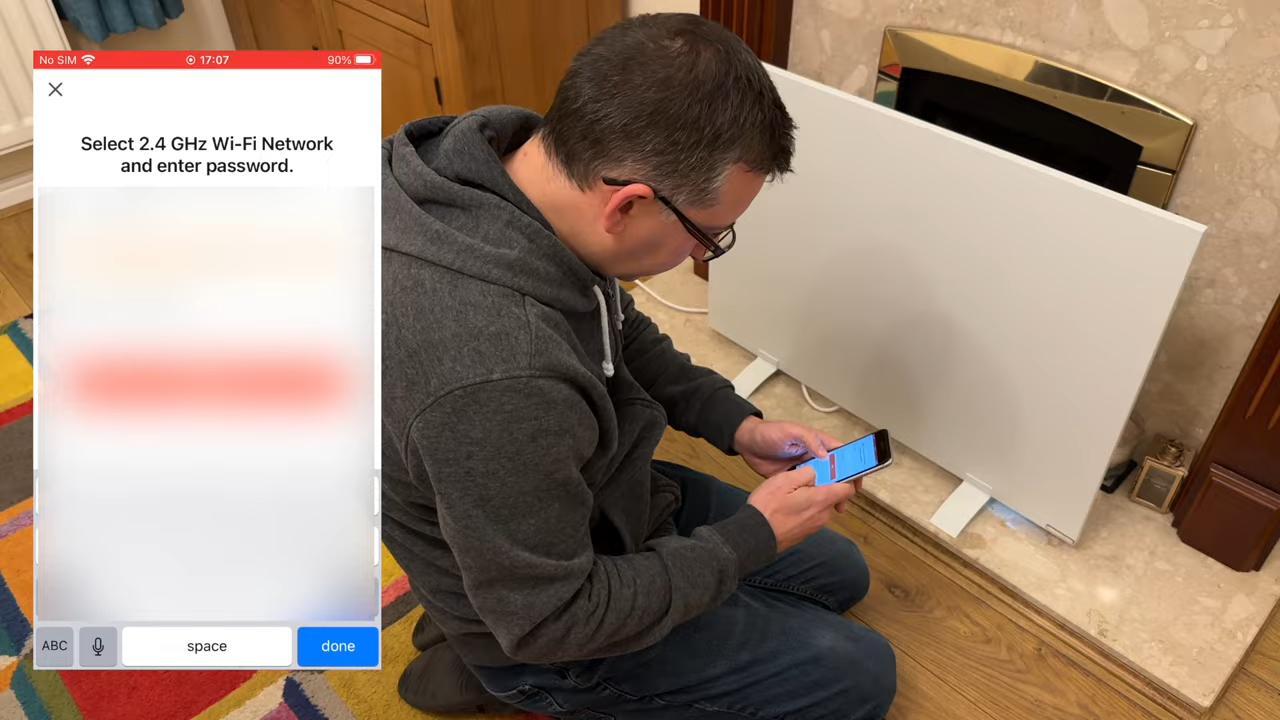 No SIM 17:07 90%
Select 2.4 GHz Wi-Fi Network
and enter password.
ABC space done